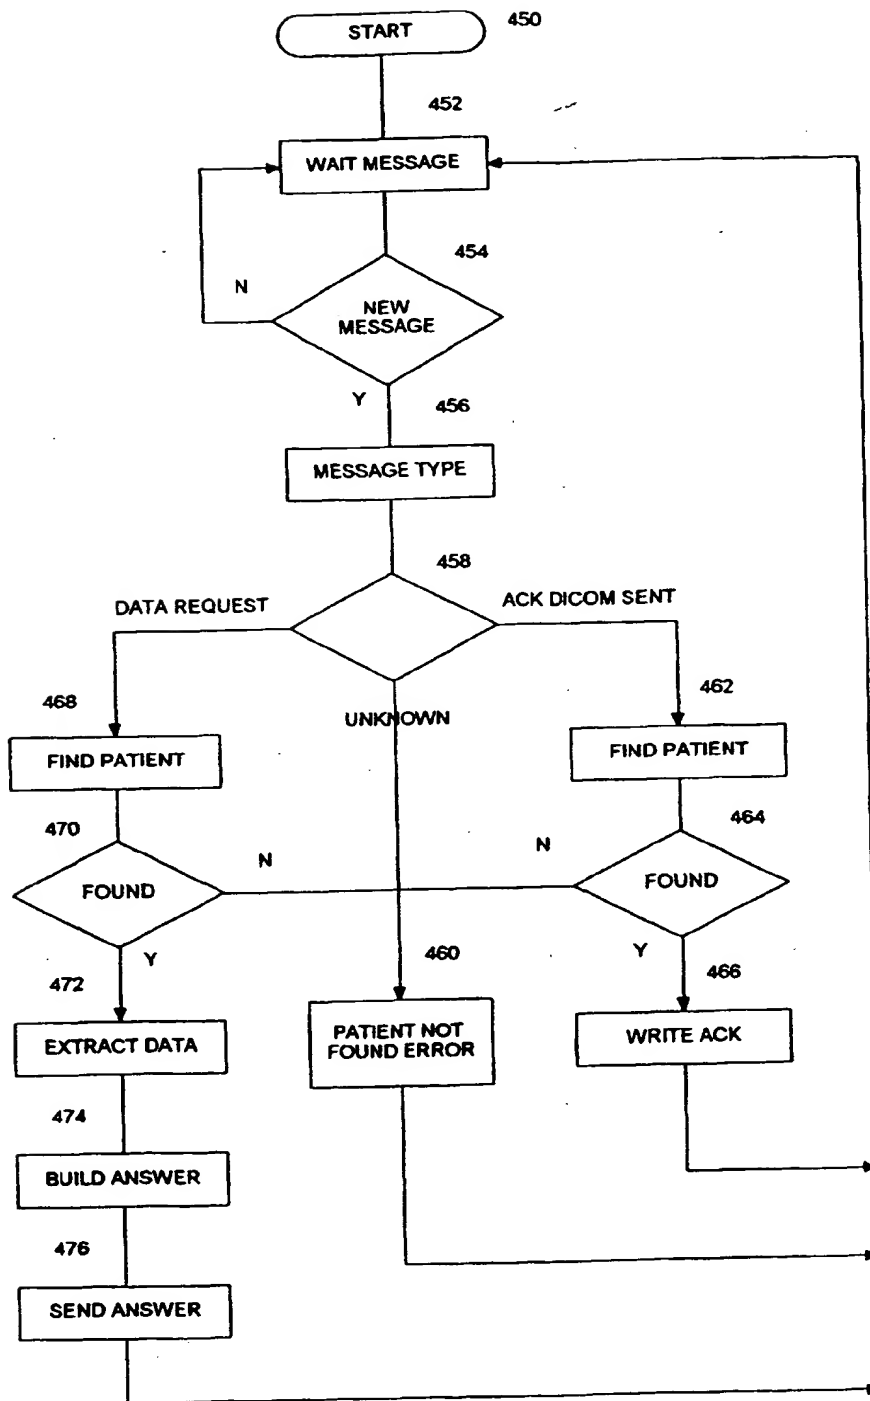 START
450
452
WAIT MESSAGE
454
N
NEW
MESSAGE
Y
456
MESSAGE TYPE
458
DATA REQUEST
ACK DICOM SENT
468
462
UNKNOWN
FIND PATIENT
FIND PATIENT
470
464
N
N
FOUND
FOUND
Y
460
Y
472
466
EXTRACT DATA
PATIENT NOT
FOUND ERROR
WRITE ACK
474
BUILD ANSWER
476
SEND ANSWER